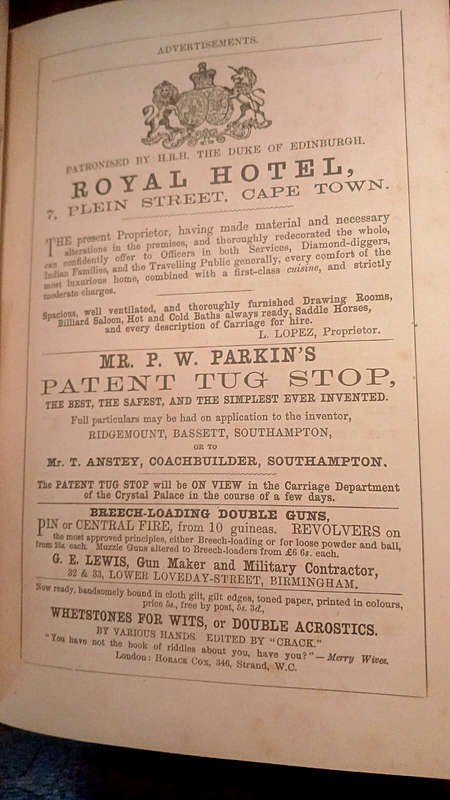 ADVERTISEMENTS.
PATRONISED BY H.R.H. THE DUKE OF EDINBURGH.
ROYAL HOTEL,
7, PLEIN STREET, CAPE TOWN.
THE present Proprietor, having made material and necessary
alterations in the premises, and thoroughly redecorated the whole,
can confidently offer to Officers in both Services, Diamond-diggers,
Indian Families, and the Travelling Public generally, every comfort of the
most luxurious home, combined with a first-class cuisine, and strictly
moderate charges.
Spacious, well ventilated, and thoroughly furnished Drawing Rooms,
Billiard Saloon, Hot and Cold Baths always ready, Saddle Horses,
and every description of Carriage for hire.
L. LOPEZ, Proprietor.
MR. P. W. PARKIN'S
PATENT TUG STOP,
THE BEST, THE SAFEST, AND THE SIMPLEST EVER INVENTED.
Full particulars may be had on application to the inventor,
RIDGEMOUNT, BASSETT, SOUTHAMPTON,
OR TO
Mr. T. ANSTEY, COACHBUILDER, SOUTHAMPTON.
The PATENT TUG STOP will be ON VIEW in the Carriage Department
of the Crystal Palace in the course of a few days.
BREECH-LOADING DOUBLE GUNS,
PIN or CENTRAL FIRE, from 10 guineas. REVOLVERS on
the most approved principles, either Breech-loading or for loose powder and ball,
from 25s. each. Muzzle Guns altered to Breech-loaders from £6 6s. each.
G. E. LEWIS, Gun Maker and Military Contractor,
32 & 33, LOWER LOVEDAY-STREET, BIRMINGHAM.
Now ready, handsomely bound in cloth gilt, gilt edges, toned paper, printed in colours,
price 5s., free by post, 5s. 3d.,
WHETSTONES FOR WITS, or DOUBLE ACROSTICS.
BY VARIOUS HANDS. EDITED BY "CRACK."
"You have not the book of riddles about you, have you?"—Merry Wives.
London: HORACE COX, 346, Strand, W.C.